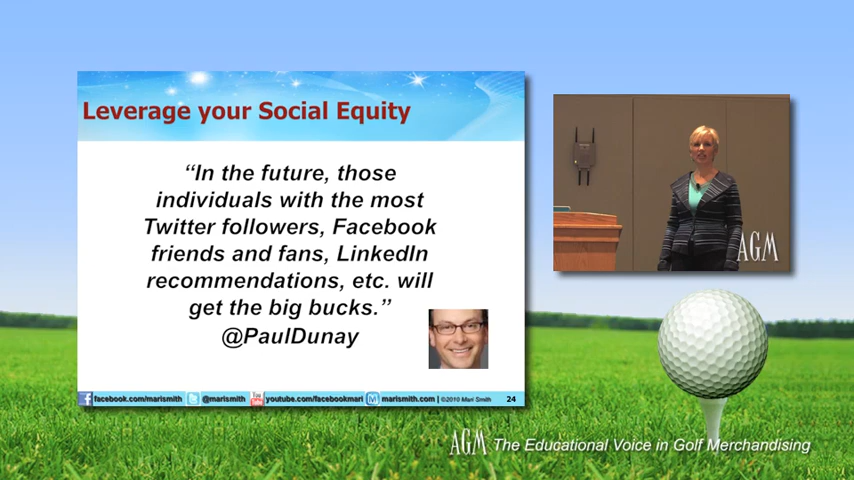 Leverage your Social Equity
“In the future, those
individuals with the most
Twitter followers, Facebook
friends and fans, LinkedIn
recommendations, etc. will
get the big bucks.”
@PaulDunay
facebook.com/marismith @marismith You Tube youtube.com/facebookmari marismith.com | ©2010 Mari Smith 24
AGM
AGM The Educational Voice in Golf Merchandising